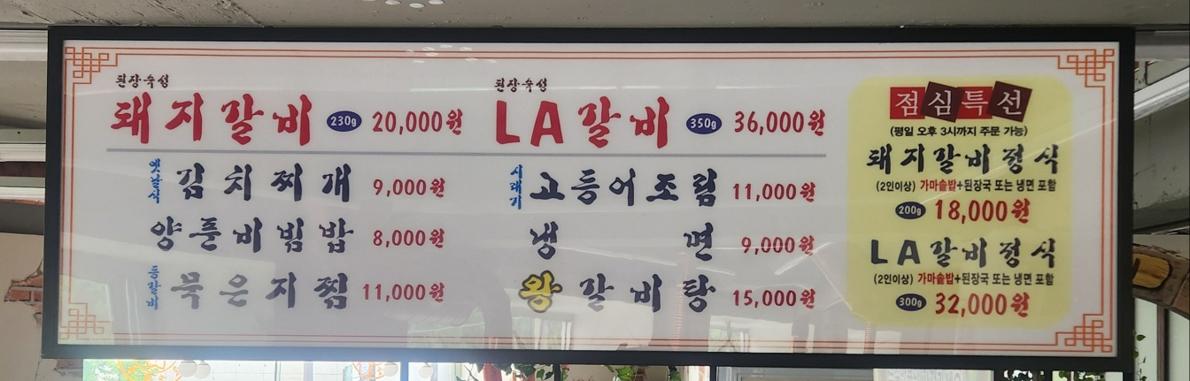 된장숙성
돼지갈비 230g 20,000원
된장숙성
LA갈비 350g 36,000원
옛날식 김치찌개 9,000원
양푼비빔밥 8,000원
등갈비 묵은지찜 11,000원
시래기 고등어조림 11,000원
냉면 9,000원
왕갈비탕 15,000원
점심특선
(평일 오후 3시까지 주문 가능)
돼지갈비정식
(2인이상) 가마솥밥+된장국 또는 냉면 포함
200g 18,000원
LA갈비정식
(2인이상) 가마솥밥+된장국 또는 냉면 포함
300g 32,000원